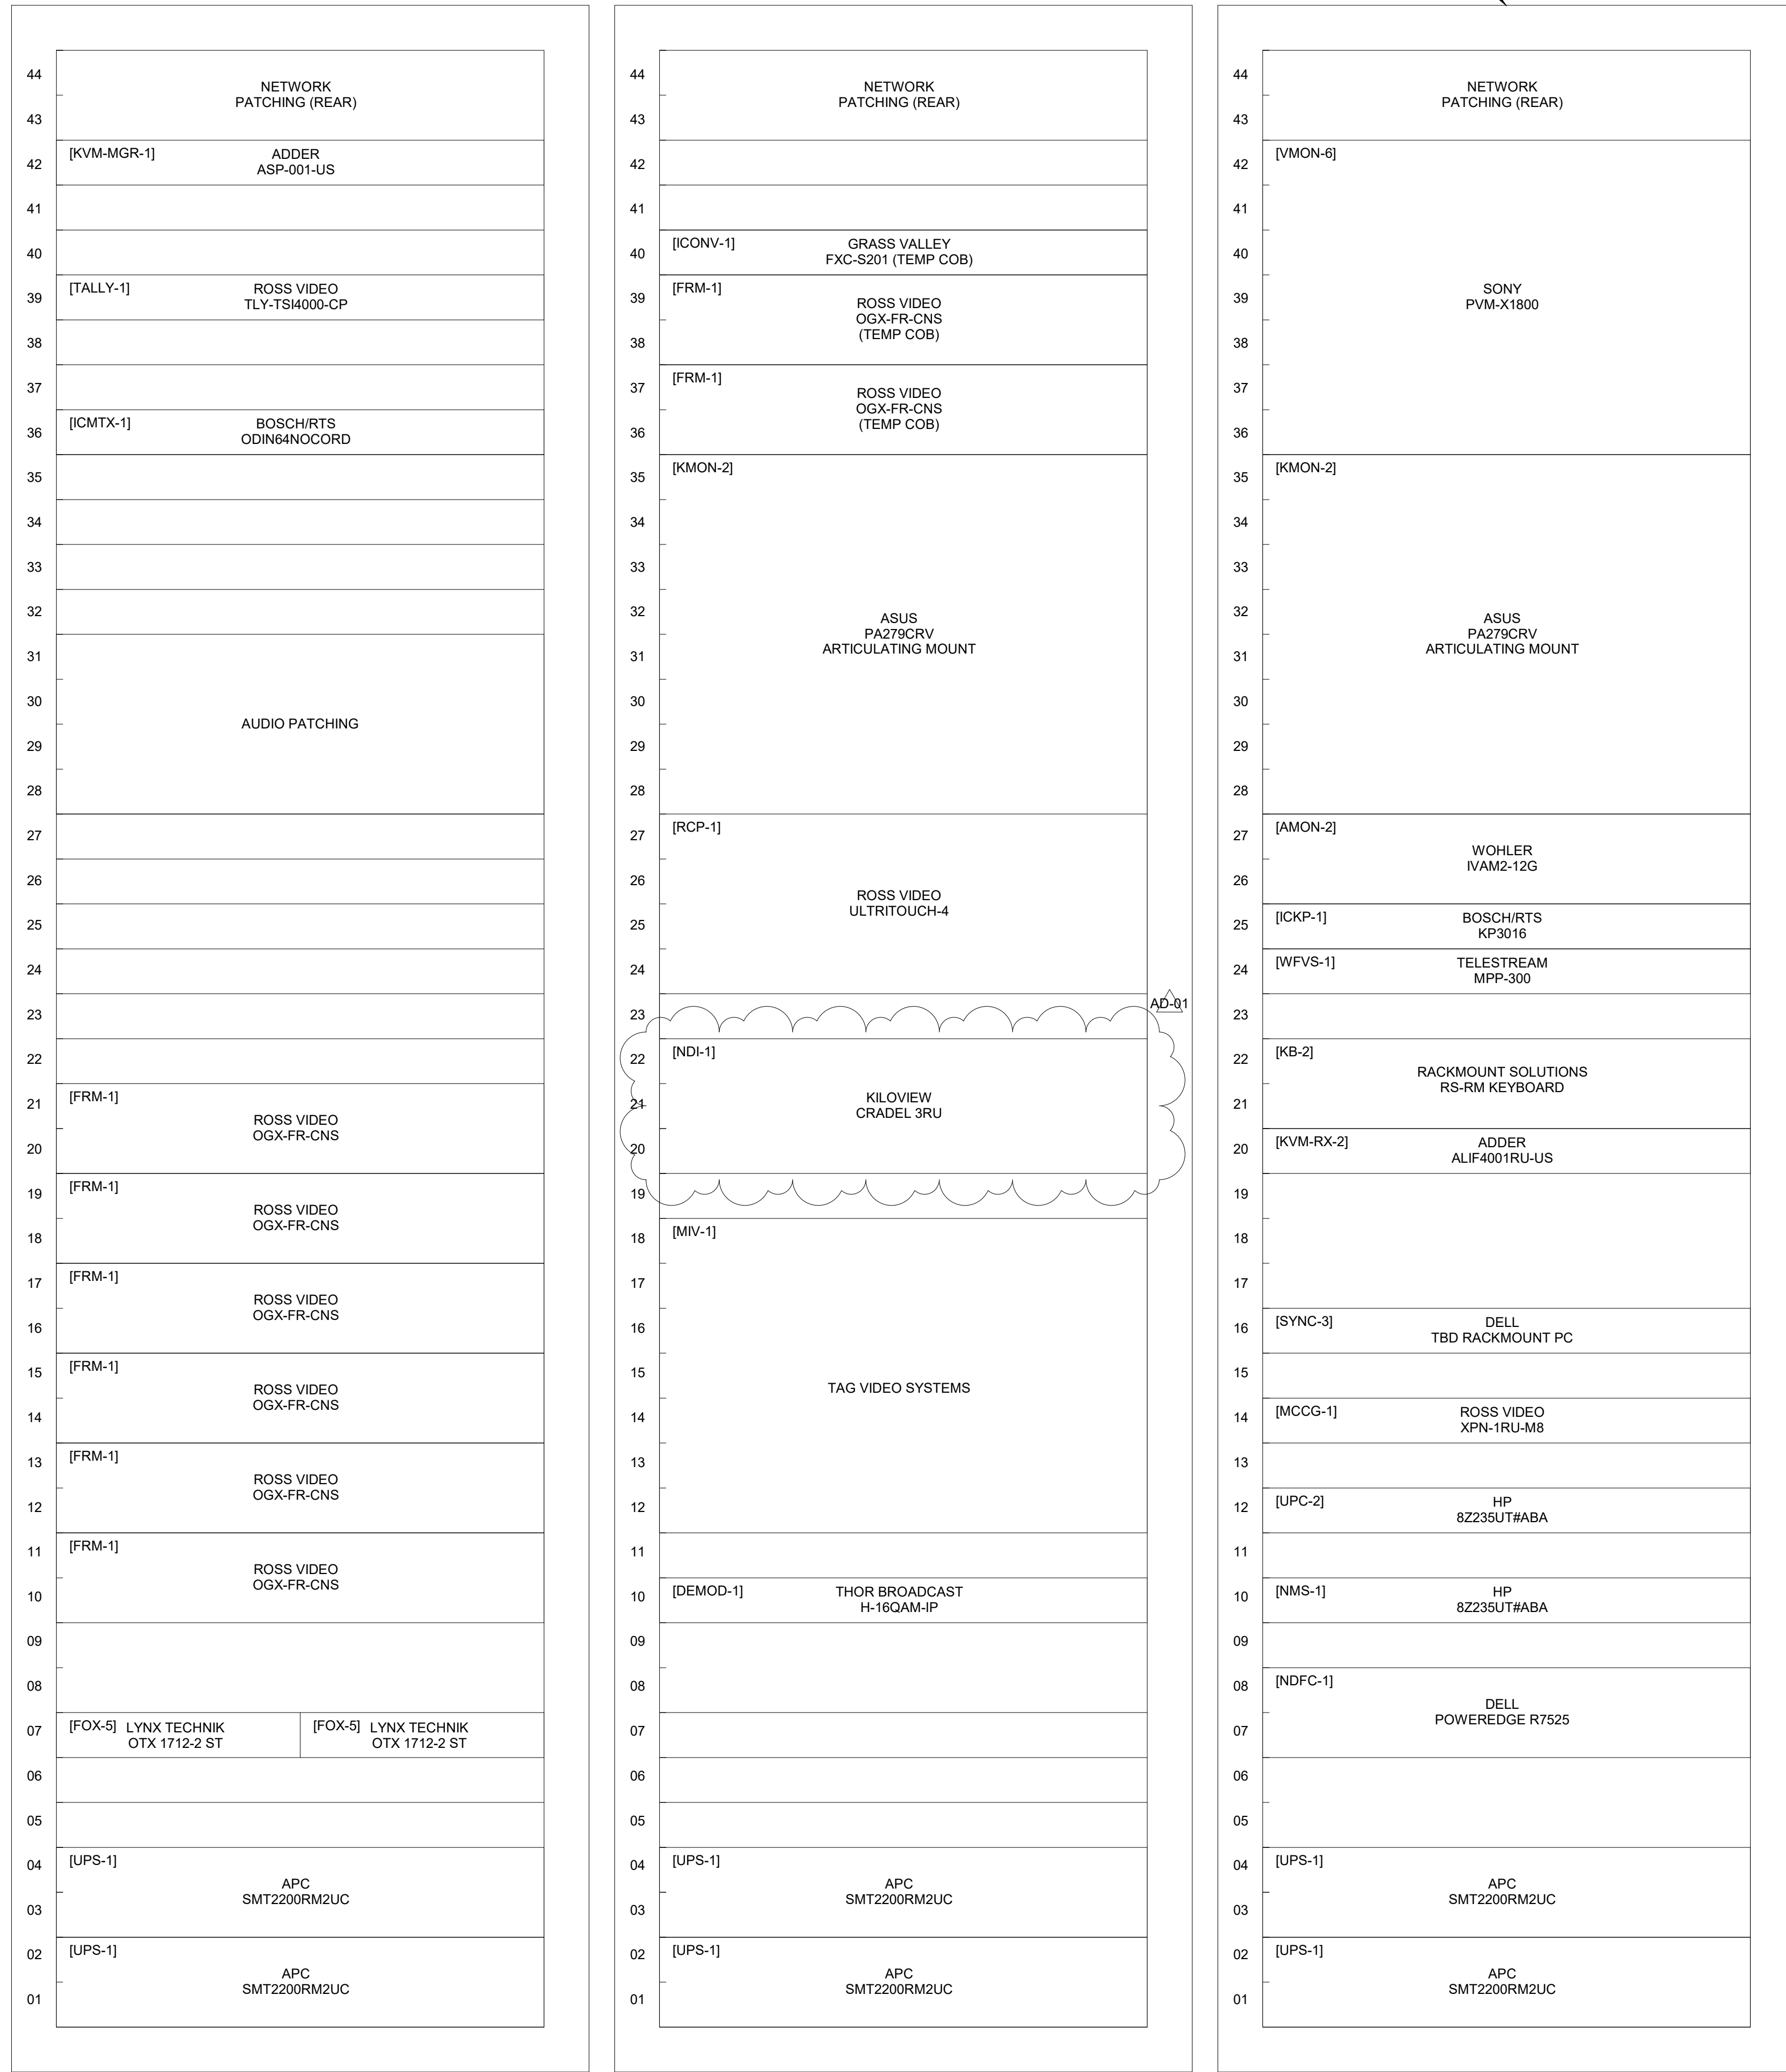 44
NETWORK
PATCHING (REAR)
43
[KVM-MGR-1]
ADDER
42
ASP-001-US
41
40
[TALLY-1]
ROSS VIDEO
39
TLY-TSI4000-CP
38
37
[ICMTX-1]
BOSCH/RTS
36
ODIN64NOCORD
35
34
33
32
31
30
AUDIO PATCHING
29
28
27
26
25
24
23
22
[FRM-1]
21
ROSS VIDEO
OGX-FR-CNS
20
[FRM-1]
19
ROSS VIDEO
OGX-FR-CNS
18
[FRM-1]
17
ROSS VIDEO
OGX-FR-CNS
16
[FRM-1]
15
ROSS VIDEO
OGX-FR-CNS
14
[FRM-1]
13
ROSS VIDEO
OGX-FR-CNS
12
[FRM-1]
11
ROSS VIDEO
OGX-FR-CNS
10
09
08
[FOX-5] LYNX TECHNIK
OTX 1712-2 ST
07
[FOX-5] LYNX TECHNIK
OTX 1712-2 ST
06
05
[UPS-1]
04
APC
SMT2200RM2UC
03
[UPS-1]
02
APC
SMT2200RM2UC
01
44
NETWORK
PATCHING (REAR)
43
42
41
[ICONV-1]
GRASS VALLEY
40
FXC-S201 (TEMP COB)
[FRM-1]
39
ROSS VIDEO
OGX-FR-CNS
(TEMP COB)
38
[FRM-1]
37
ROSS VIDEO
OGX-FR-CNS
(TEMP COB)
36
[KMON-2]
35
34
33
32
ASUS
PA279CRV
ARTICULATING MOUNT
31
30
29
28
[RCP-1]
27
26
ROSS VIDEO
ULTRITOUCH-4
25
24
AD-01
23
[NDI-1]
22
KILOVIEW
CRADEL 3RU
21
20
19
[MIV-1]
18
17
16
15
TAG VIDEO SYSTEMS
14
13
12
11
[DEMOD-1]
THOR BROADCAST
10
H-16QAM-IP
09
08
07
06
05
[UPS-1]
04
APC
SMT2200RM2UC
03
[UPS-1]
02
APC
SMT2200RM2UC
01
44
NETWORK
PATCHING (REAR)
43
[VMON-6]
42
41
40
SONY
PVM-X1800
39
38
37
36
[KMON-2]
35
34
33
32
ASUS
PA279CRV
ARTICULATING MOUNT
31
30
29
28
[AMON-2]
27
WOHLER
IVAM2-12G
26
[ICKP-1]
BOSCH/RTS
25
KP3016
[WFVS-1]
TELESTREAM
24
MPP-300
23
[KB-2]
22
RACKMOUNT SOLUTIONS
RS-RM KEYBOARD
21
[KVM-RX-2]
ADDER
20
ALIF4001RU-US
19
18
17
[SYNC-3]
DELL
16
TBD RACKMOUNT PC
15
[MCCG-1]
ROSS VIDEO
14
XPN-1RU-M8
13
[UPC-2]
HP
12
8Z235UT#ABA
11
[NMS-1]
HP
10
8Z235UT#ABA
09
[NDFC-1]
08
DELL
POWEREDGE R7525
07
06
05
[UPS-1]
04
APC
SMT2200RM2UC
03
[UPS-1]
02
APC
SMT2200RM2UC
01